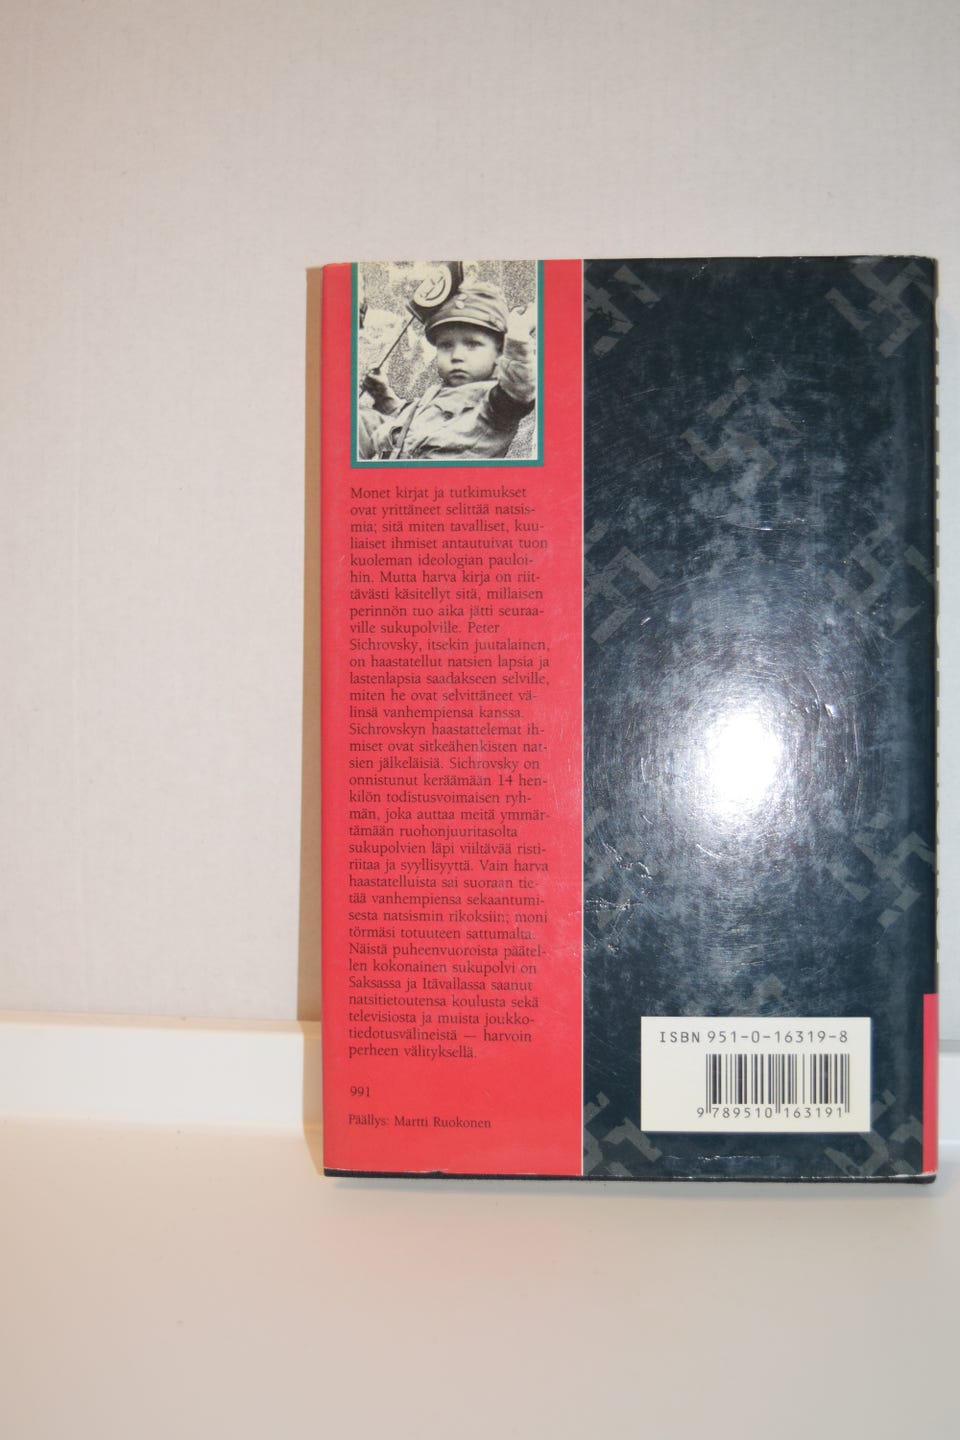 Monet kirjat ja tutkimukset
ovat yrittäneet selittää natsis-
mia; sitä miten tavalliset, kuu-
liaiset ihmiset antautuivat tuon
kuoleman ideologian pauloi-
hin. Mutta harva kirja on riit-
tävästi käsitellyt sitä, millaisen
perinnön tuo aika jätti seuraa-
ville sukupolville. Peter
Sichrovsky, itsekin juutalainen,
on haastatellut natsien lapsia ja
lastenlapsia saadakseen selville,
miten he ovat selvittäneet vä-
linsä vanhempiensa kanssa.
Sichrovskyn haastattelemat ih-
miset ovat sitkeähenkisten nat-
sien jälkeläisiä. Sichrovsky on
onnistunut keräämään 14 hen-
kilön todistusvoimaisen ryh-
män, joka auttaa meitä ymmär-
tämään ruohonjuuritasolta
sukupolvien läpi viiltävää risti-
riitaa ja syyllisyyttä. Vain harva
haastatelluista sai suoraan tie-
tää vanhempiensa sekaantumi-
sesta natsismin rikoksiin; moni
törmäsi totuuteen sattumalta.
Näistä puheenvuoroista päätel-
len kokonainen sukupolvi on
Saksassa ja Itävallassa saanut
natsitietoutensa koulusta sekä
televisiosta ja muista joukko-
tiedotusvälineistä — harvoin
perheen välityksellä.
991
Päällys: Martti Ruokonen
ISBN 951-0-16319-8
9 789510 163191